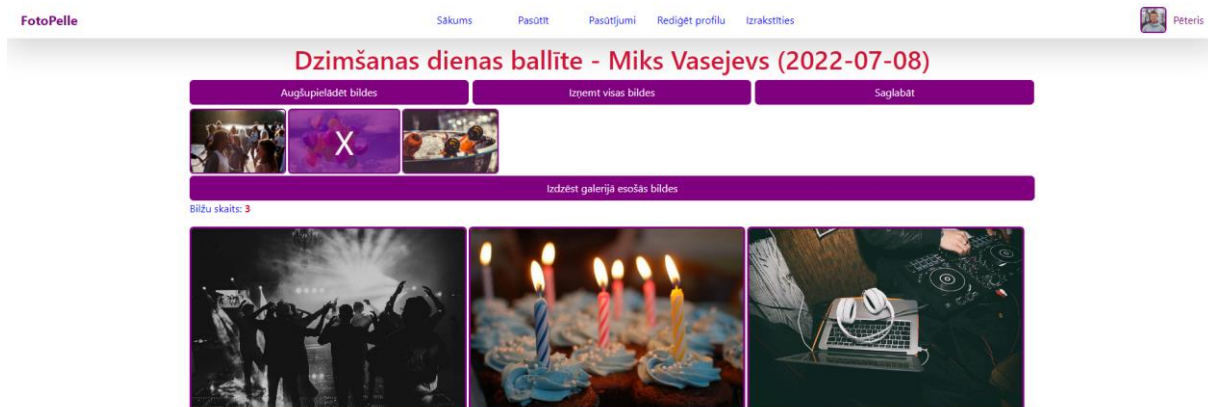 FotoPelle Sākums Pasūtīt Pasūtījumi Rediģēt profilu Izrakstīties Pēteris
Dzimšanas dienas ballīte - Miks Vasejevs (2022-07-08)
Augšupielādēt bildes Izņemt visas bildes Saglabāt
X
Izdzēst galerijā esošās bildes
Bilžu skaits: 3